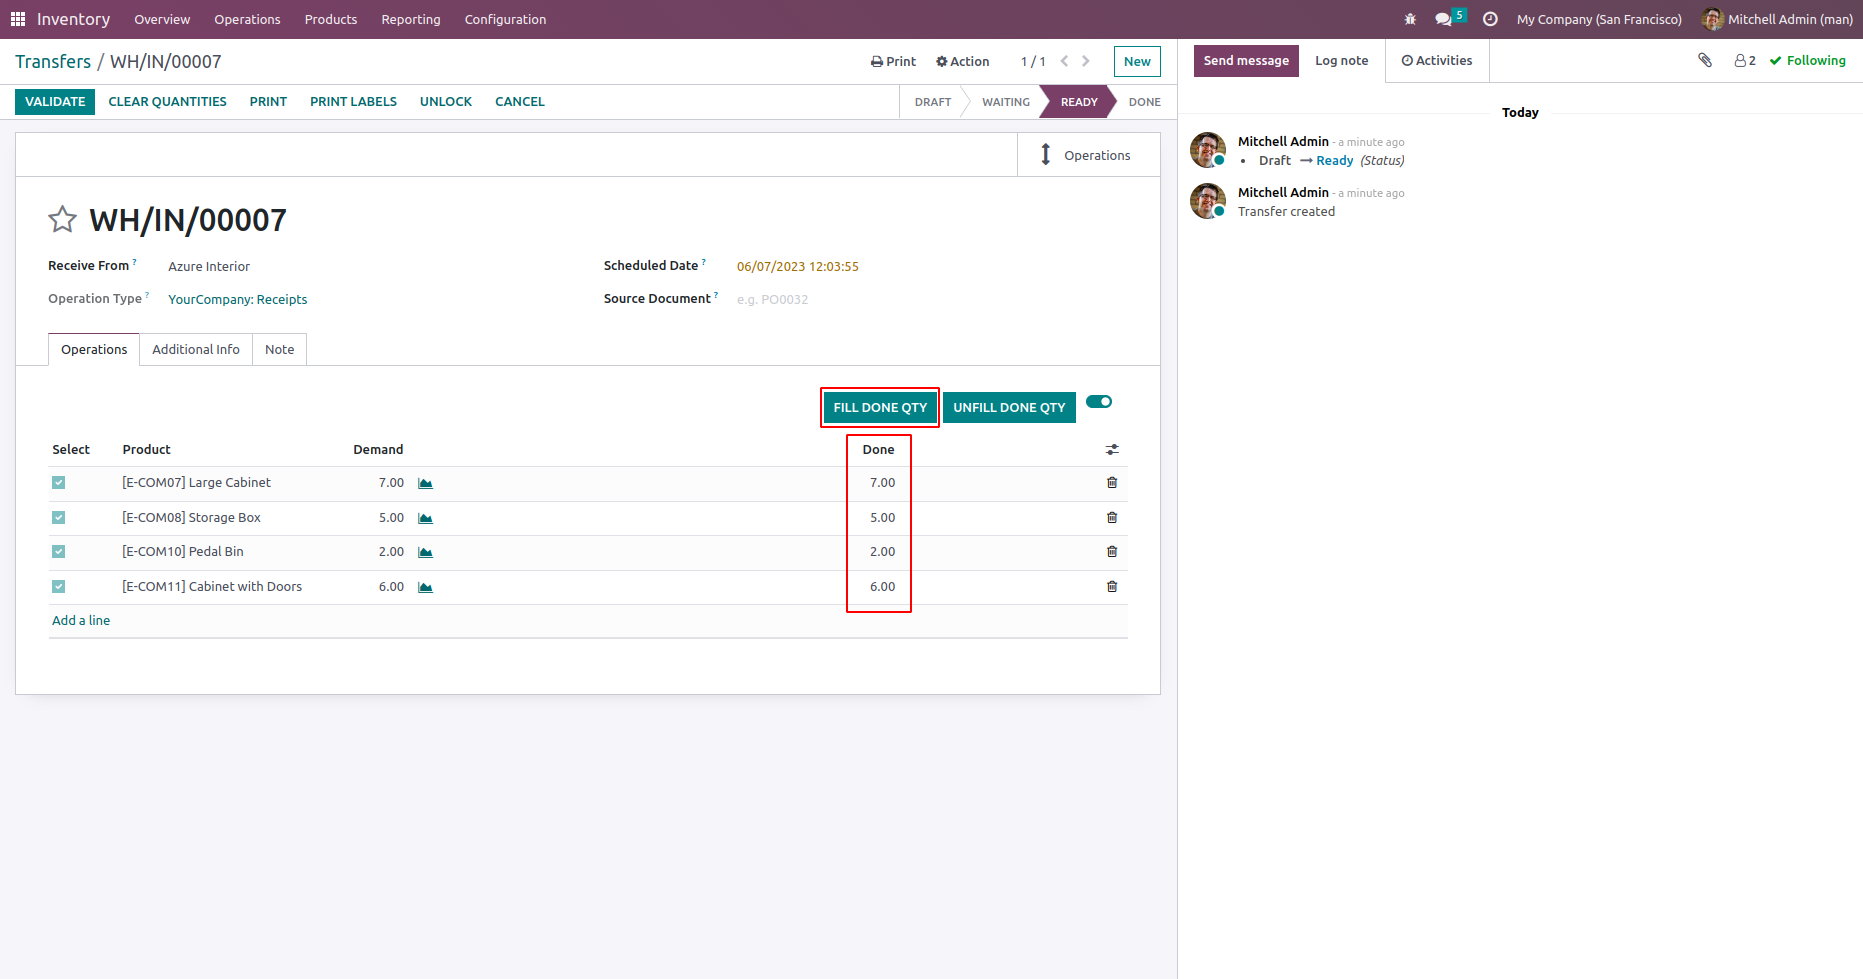 Inventory Overview Operations Products Reporting Configuration 5 My Company (San Francisco) Mitchell Admin (man)
Transfers / WH/IN/00007 Print Action 1 / 1 New
VALIDATE CLEAR QUANTITIES PRINT PRINT LABELS UNLOCK CANCEL DRAFT WAITING READY DONE
Operations
WH/IN/00007
Receive From ? Azure Interior Scheduled Date ? 06/07/2023 12:03:55
Operation Type ? YourCompany: Receipts Source Document ? e.g. PO0032
Operations Additional Info Note
FILL DONE QTY UNFILL DONE QTY
Select Product Demand Done
[E-COM07] Large Cabinet 7.00 7.00
[E-COM08] Storage Box 5.00 5.00
[E-COM10] Pedal Bin 2.00 2.00
[E-COM11] Cabinet with Doors 6.00 6.00
Add a line
Send message Log note Activities 2 Following
Today
Mitchell Admin - a minute ago
• Draft → Ready (Status)
Mitchell Admin - a minute ago
Transfer created